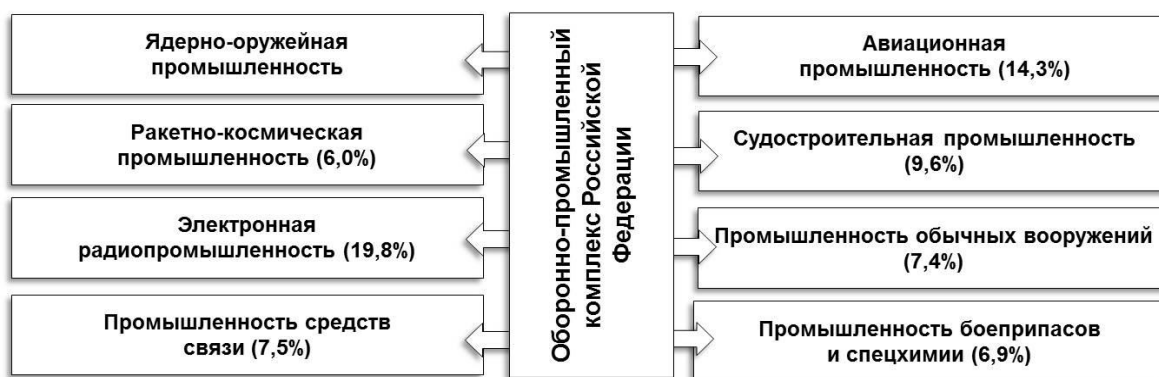 Ядерно-оружейная
промышленность
Ракетно-космическая
промышленность (6,0%)
Электронная
радиопромышленность (19,8%)
Промышленность средств
связи (7,5%)
Оборонно-промышленный
комплекс Российской
Федерации
Авиационная
промышленность (14,3%)
Судостроительная промышленность
(9,6%)
Промышленность обычных вооружений
(7,4%)
Промышленность боеприпасов
и спецхимии (6,9%)